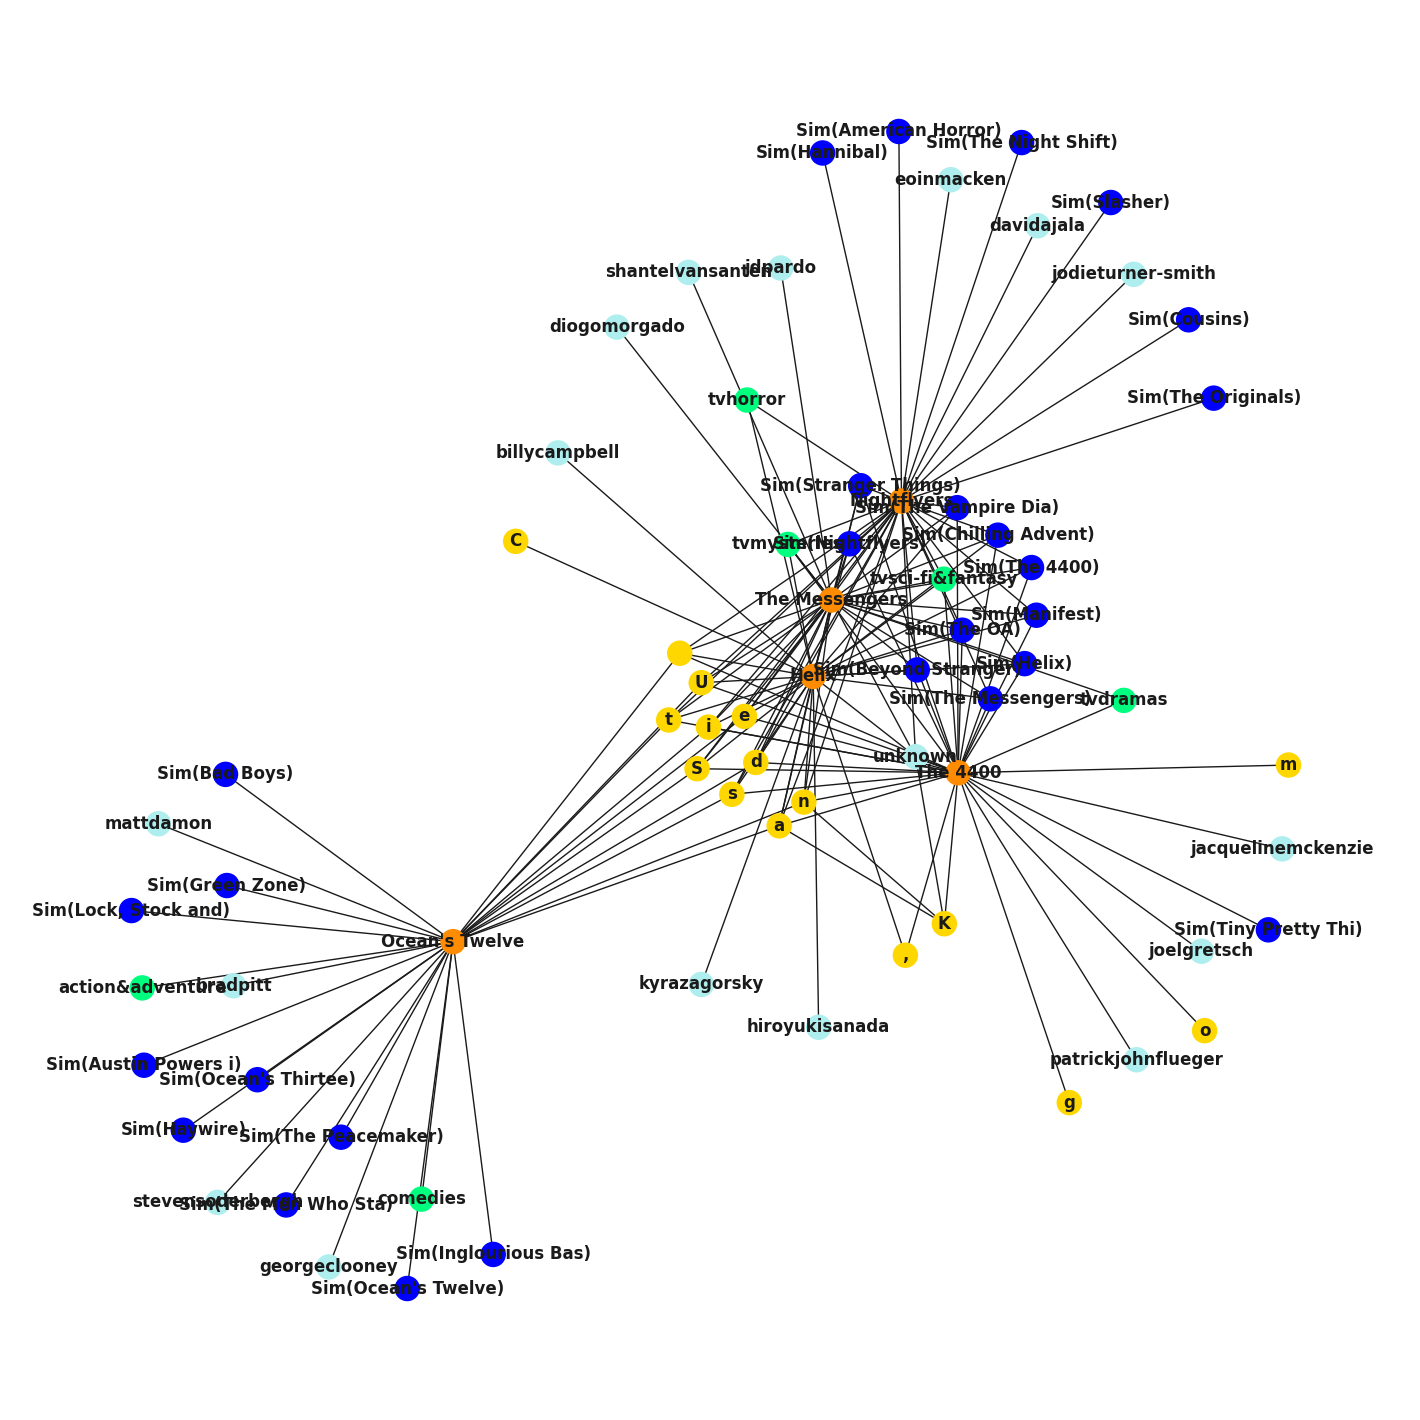 Sim(American Horror)
Sim(The Night Shift)
Sim(Hannibal)
eoinmacken
Sim(Slasher)
davidajala
shantelvansanten
jdpardo
jodieturner-smith
diogomorgado
Sim(Cousins)
tvhorror
Sim(The Originals)
billycampbell
Sim(Stranger Things)
Nightflyers
Sim(The Vampire Dia)
C
tvmysteries
Sim(Nightflyers)
Sim(Chilling Advent)
Sim(The 4400)
tvsci-fi&fantasy
The Messengers
Sim(Manifest)
Sim(The OA)
Sim(Helix)
Helix
Sim(Beyond Stranger)
U
Sim(The Messengers)
tvdramas
t
i
e
unknown
d
S
The 4400
m
Sim(Bad Boys)
s
n
mattdamon
a
jacquelinemckenzie
Sim(Green Zone)
Sim(Lock, Stock and)
K
Sim(Tiny Pretty Thi)
Ocean's Twelve
,
joelgretsch
action&adventure
bradpitt
kyrazagorsky
hiroyukisanada
o
Sim(Austin Powers i)
Sim(Ocean's Thirtee)
patrickjohnflueger
g
Sim(Haywire)
Sim(The Peacemaker)
stevensoderbergh
Sim(The Men Who Sta)
comedies
georgeclooney
Sim(Inglourious Bas)
Sim(Ocean's Twelve)